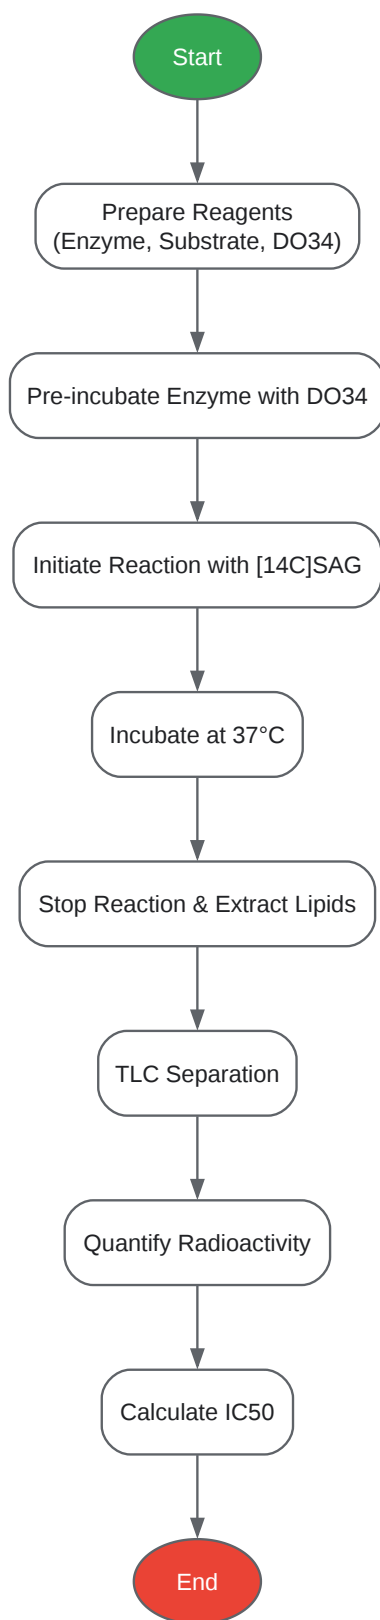 Start
Prepare Reagents
(Enzyme, Substrate, DO34)
Pre-incubate Enzyme with DO34
Initiate Reaction with [14C]SAG
Incubate at 37°C
Stop Reaction & Extract Lipids
TLC Separation
Quantify Radioactivity
Calculate IC50
End